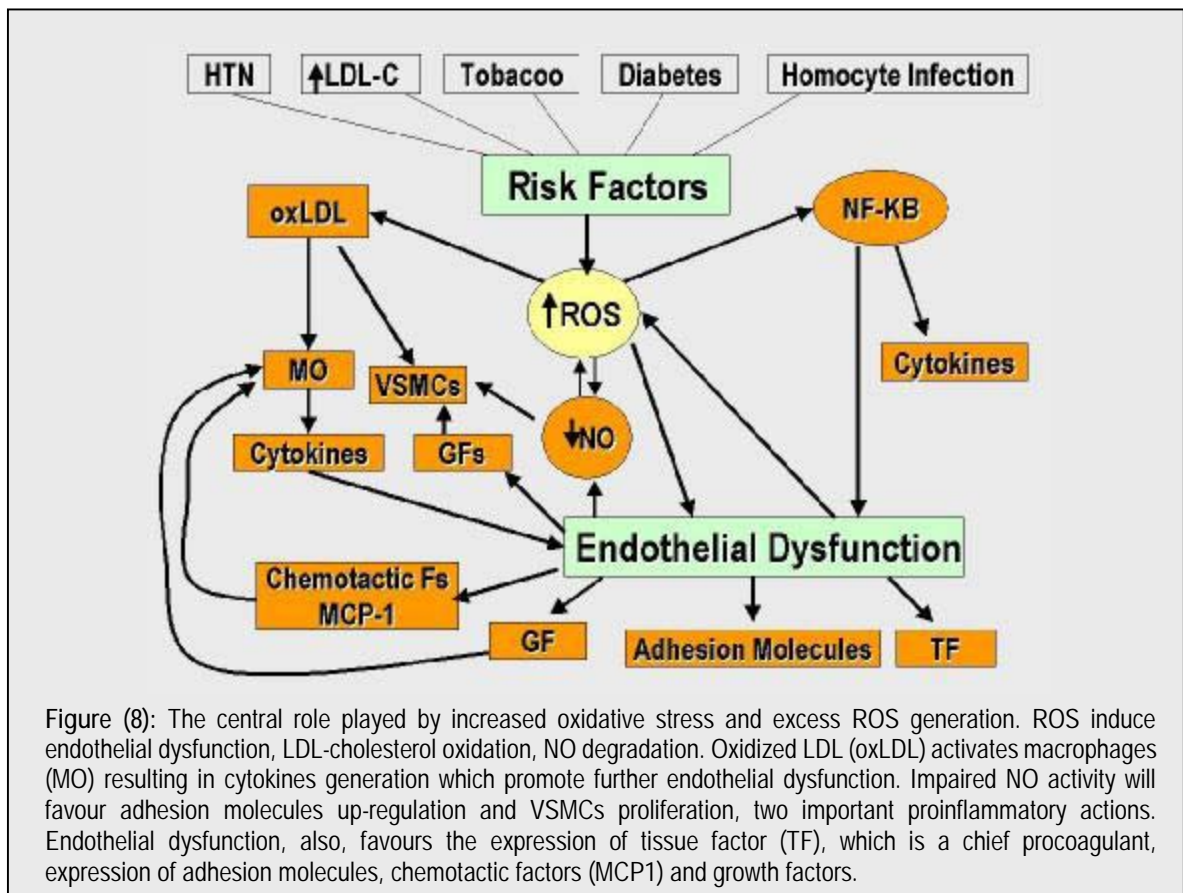 HTN ↑LDL-C Tobacoo Diabetes Homocyte Infection
Risk Factors
oxLDL NF-KB
↑ROS
MO VSMCs Cytokines
Cytokines GFs ↓NO
Endothelial Dysfunction
Chemotactic Fs
MCP-1
GF Adhesion Molecules TF
Figure (8): The central role played by increased oxidative stress and excess ROS generation. ROS induce
endothelial dysfunction, LDL-cholesterol oxidation, NO degradation. Oxidized LDL (oxLDL) activates macrophages
(MO) resulting in cytokines generation which promote further endothelial dysfunction. Impaired NO activity will
favour adhesion molecules up-regulation and VSMCs proliferation, two important proinflammatory actions.
Endothelial dysfunction, also, favours the expression of tissue factor (TF), which is a chief procoagulant,
expression of adhesion molecules, chemotactic factors (MCP1) and growth factors.